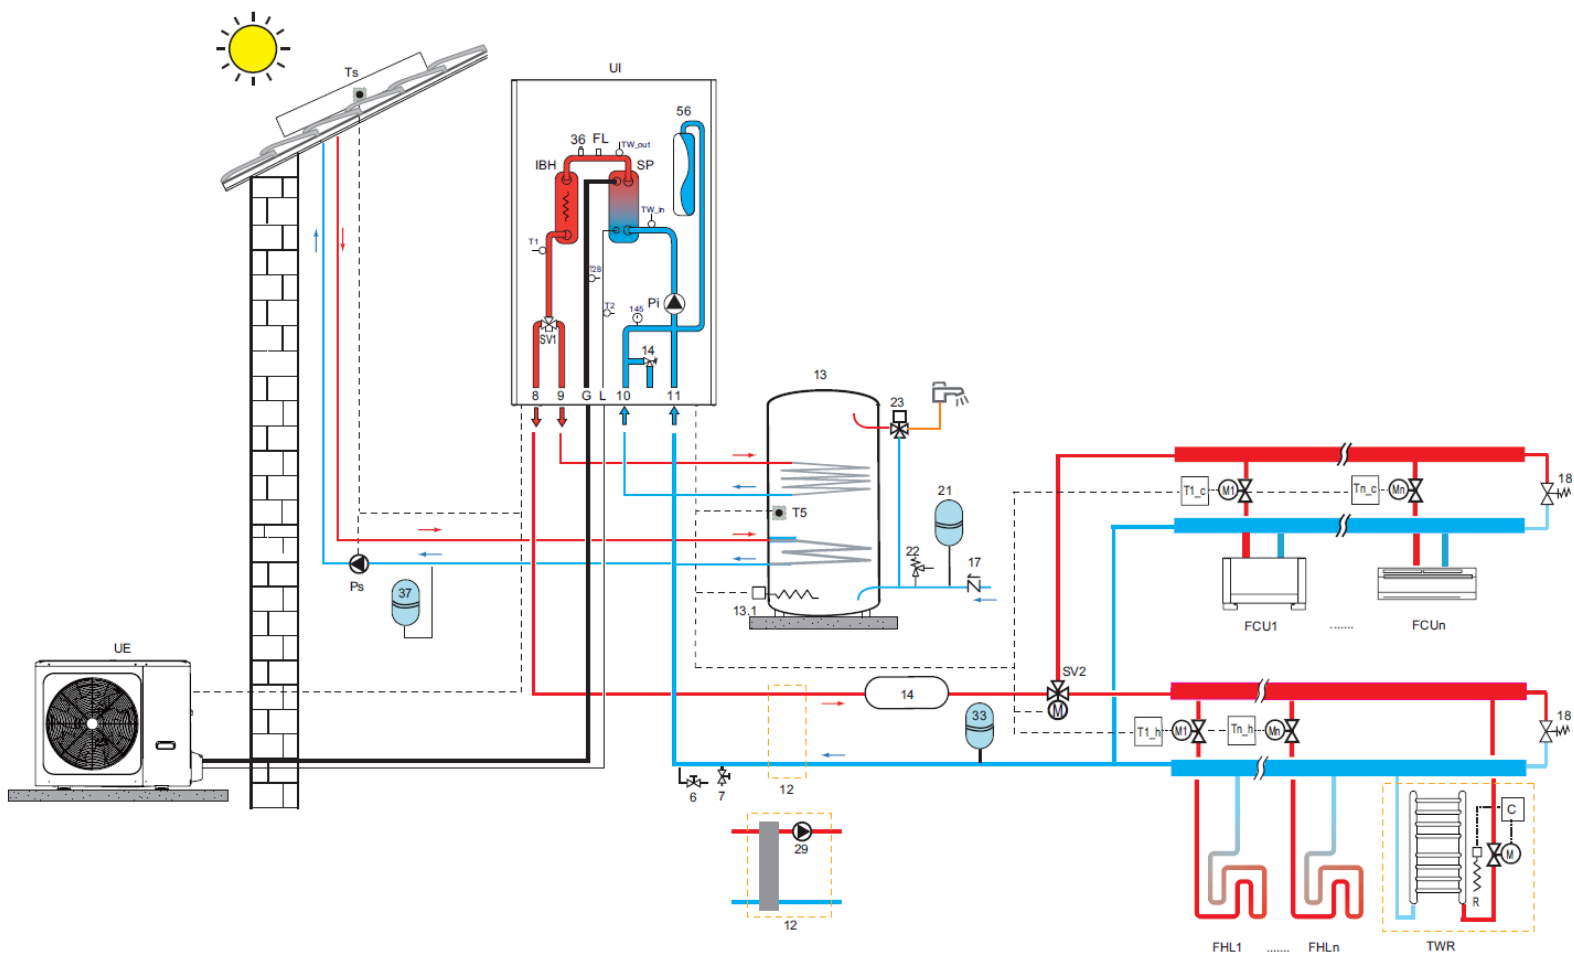 Ts
UI
56
36 FL TW_out
IBH SP
TW_in
T1
T2B
T2
Pi
145
SV1
14
8 9 G L 10 11
13
23
T5
21
22 17
13.1
Ps
37
UE
T1_c M1 Tn_c Mn 18
FCU1 ....... FCUn
SV2
14
M
33
T1_h M1 Tn_h Mn 18
6 7 12
29
12
C
M
R
FHL1 ....... FHLn TWR